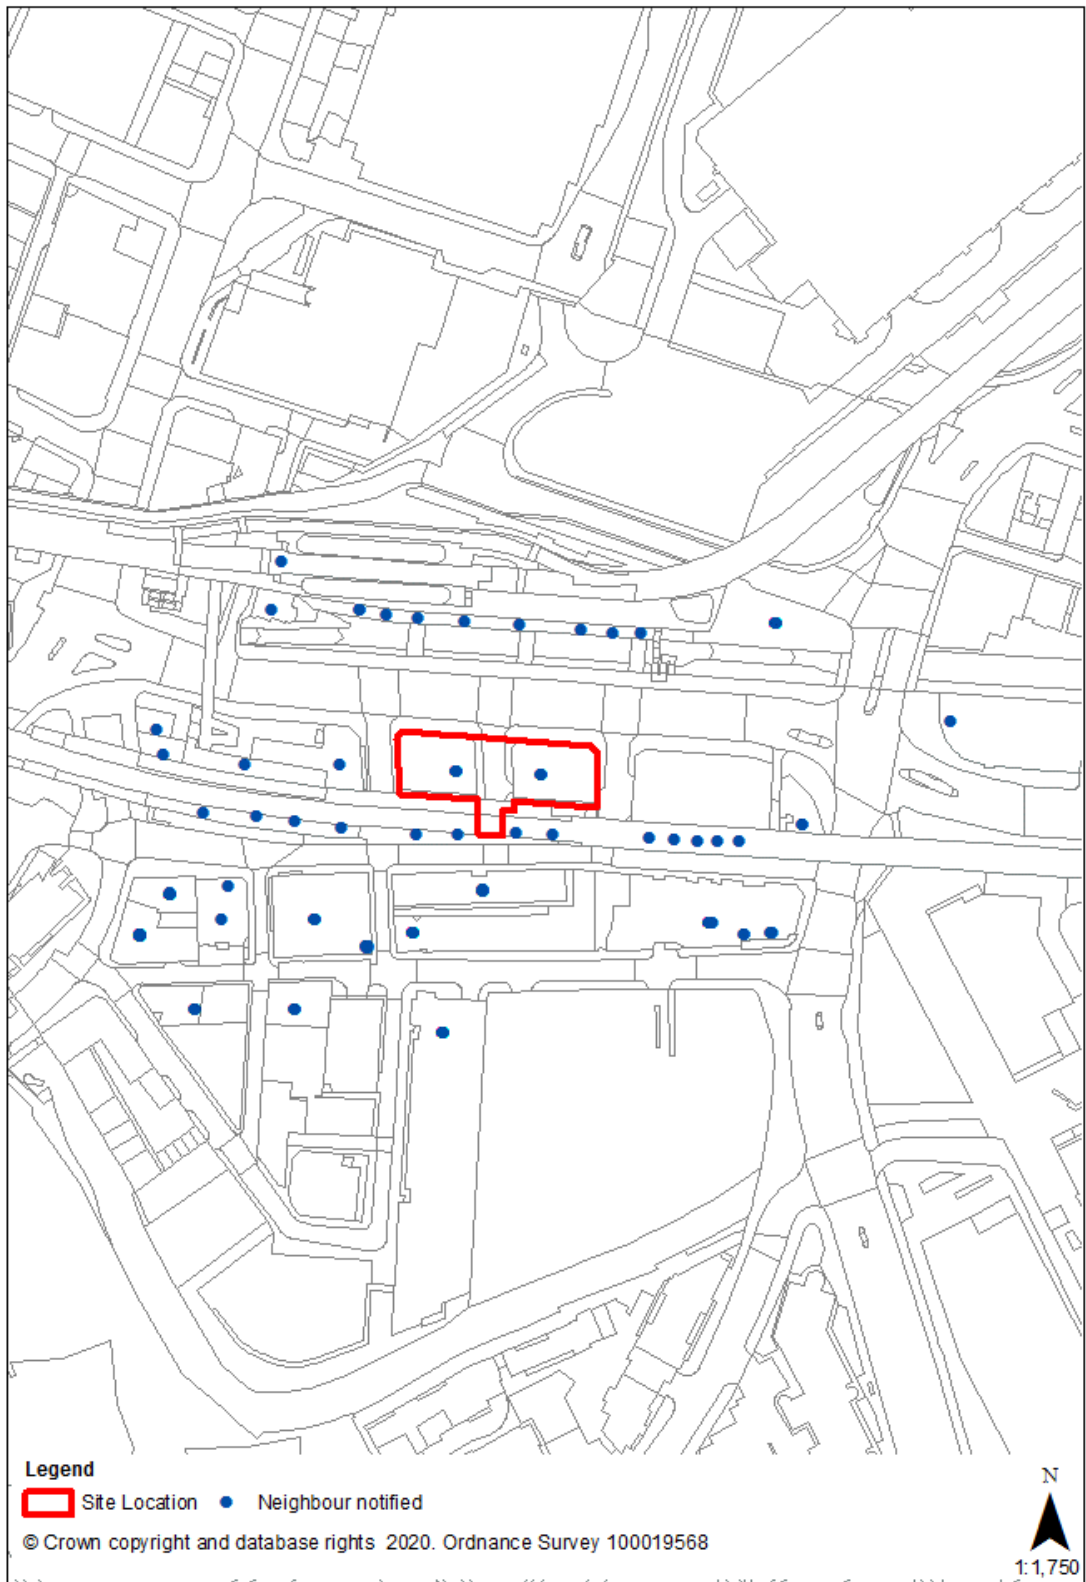 Legend
Site Location Neighbour notified
N
© Crown copyright and database rights 2020. Ordnance Survey 100019568
1:1,750